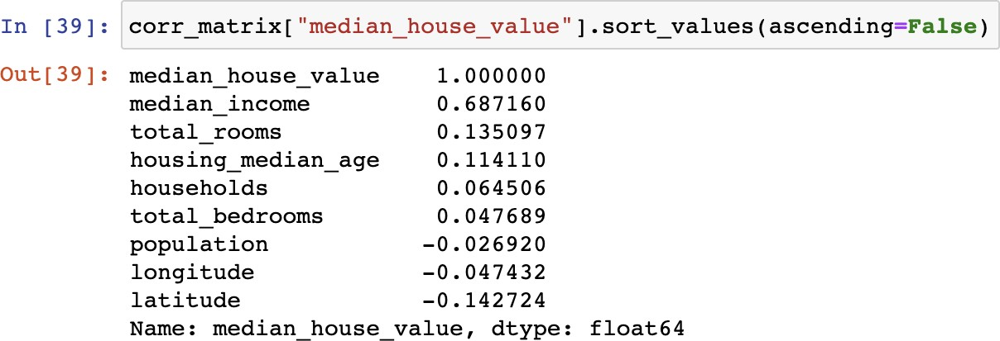 In [39]: corr_matrix["median_house_value"].sort_values(ascending=False)
Out[39]: median_house_value    1.000000
median_income         0.687160
total_rooms           0.135097
housing_median_age    0.114110
households            0.064506
total_bedrooms        0.047689
population           -0.026920
longitude            -0.047432
latitude             -0.142724
Name: median_house_value, dtype: float64